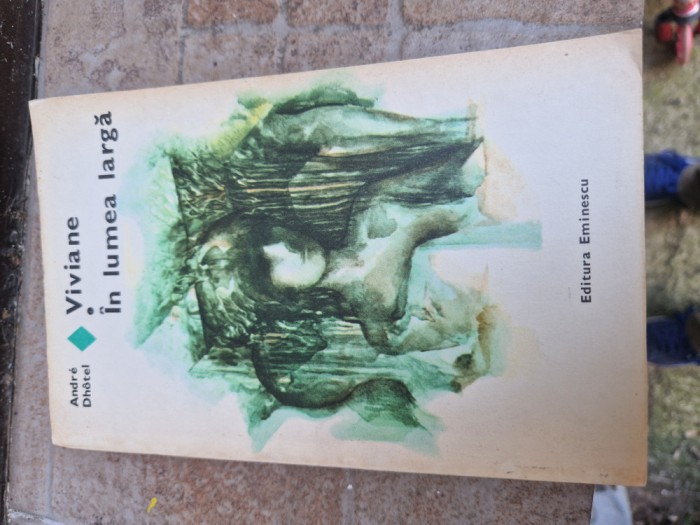 André
Dhôtel
Viviane
•
În lumea largă
Editura Eminescu